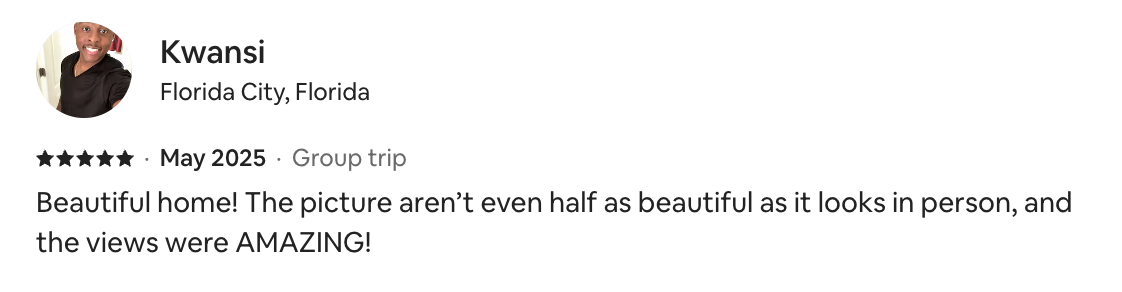 Kwansi
Florida City, Florida
★★★★★ · May 2025 · Group trip
Beautiful home! The picture aren’t even half as beautiful as it looks in person, and
the views were AMAZING!